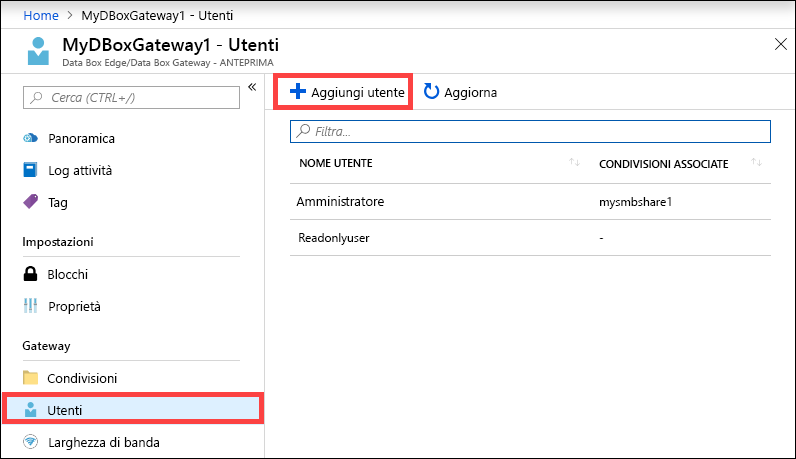 Home > MyDBoxGateway1 - Utenti
MyDBoxGateway1 - Utenti
Data Box Edge/Data Box Gateway - ANTEPRIMA
Cerca (CTRL+/)
Panoramica
Log attività
Tag
Impostazioni
Blocchi
Proprietà
Gateway
Condivisioni
Utenti
Larghezza di banda
Aggiungi utente
Aggiorna
Filtra...
NOME UTENTE CONDIVISIONI ASSOCIATE
Amministratore mysmbshare1
Readonlyuser -